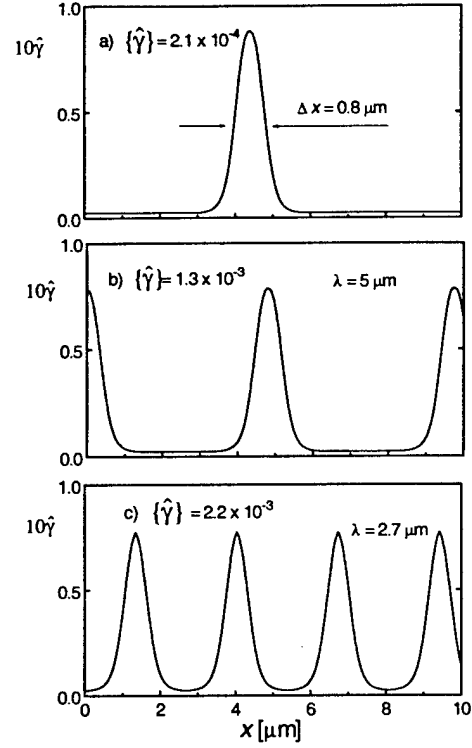 1.0
a) {γ̂} = 2.1 x 10⁻⁴
10γ̂
Δ x = 0.8 μm
0.5
0.0
1.0
b) {γ̂} = 1.3 x 10⁻³ λ = 5 μm
10γ̂
0.5
0.0
1.0
c) {γ̂} = 2.2 x 10⁻³
10γ̂
λ = 2.7 μm
0.5
0.0
0 2 4 6 8 10
x [μm]